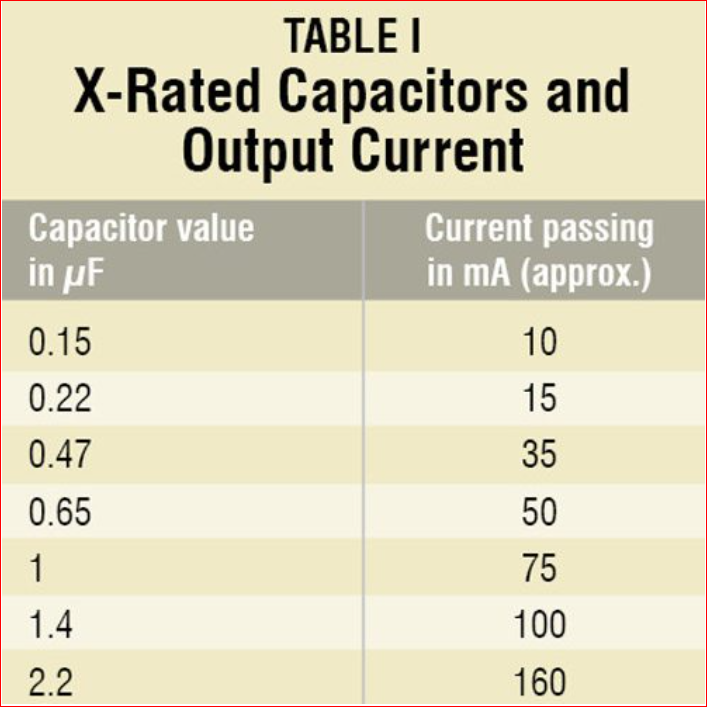 TABLE I
X-Rated Capacitors and
Output Current
Capacitor value Current passing
in µF in mA (approx.)
0.15 10
0.22 15
0.47 35
0.65 50
1 75
1.4 100
2.2 160